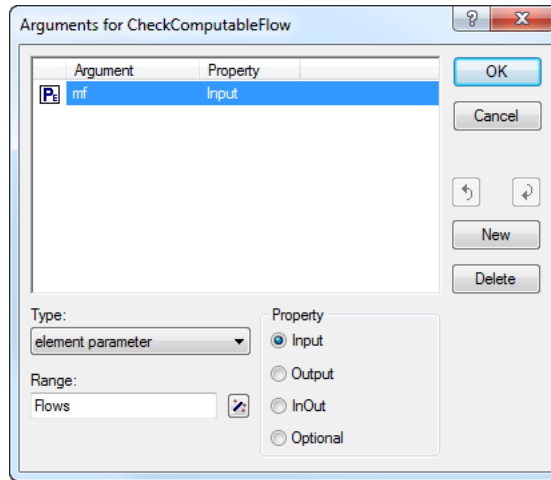 Arguments for CheckComputableFlow
?
X
Argument Property
PE mf Input
OK
Cancel
New
Delete
Type:
element parameter
Range:
Flows
Property
Input
Output
InOut
Optional